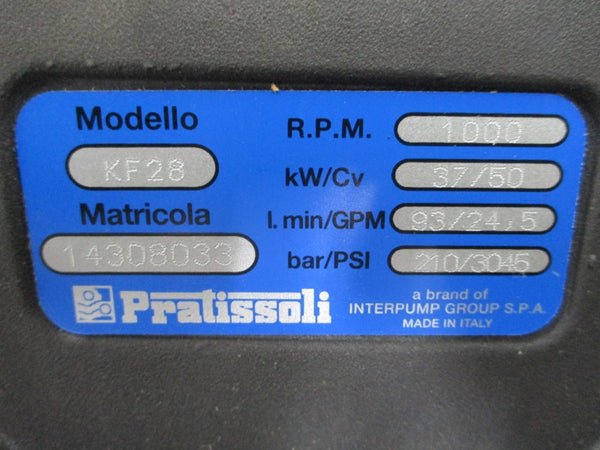 Modello
KF28
Matricola
14308033
R.P.M. 1000
kW/Cv 37/50
l.min/GPM 93/24,5
bar/PSI 210/3045
Pratissoli
a brand of
INTERPUMP GROUP S.P.A.
MADE IN ITALY